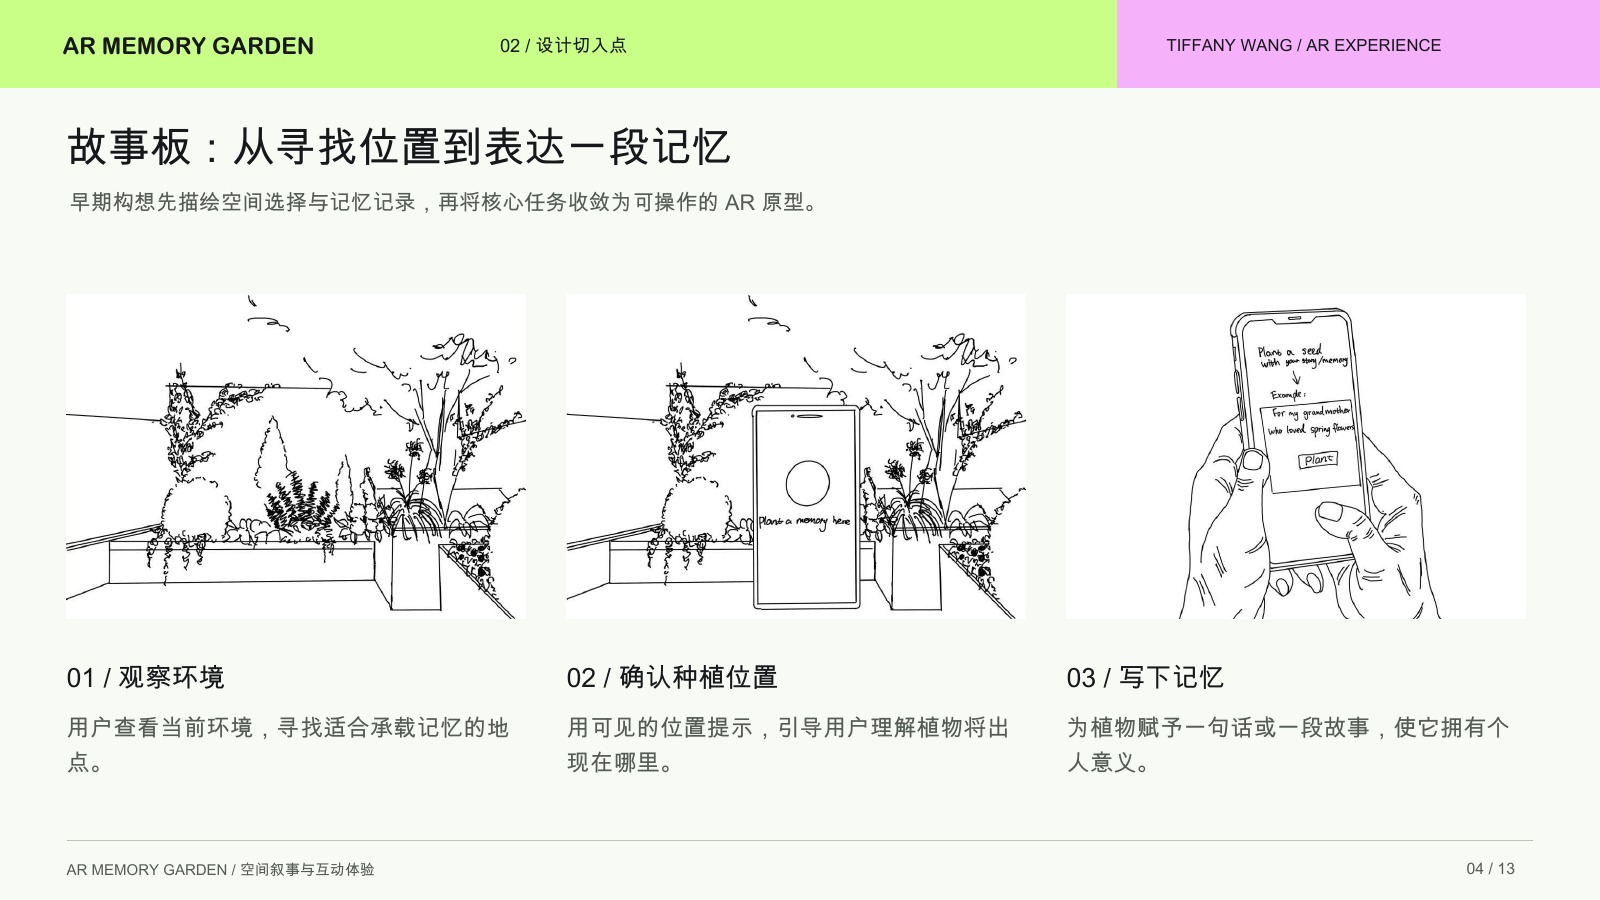 AR MEMORY GARDEN
02 / 设计切入点
TIFFANY WANG / AR EXPERIENCE
故事板：从寻找位置到表达一段记忆
早期构想先描绘空间选择与记忆记录，再将核心任务收敛为可操作的 AR 原型。
Plant a memory here
Plant a seed
with your story/memory
Example:
For my grandmother
who loved spring flowers
Plant
01 / 观察环境
用户查看当前环境，寻找适合承载记忆的地
点。
02 / 确认种植位置
用可见的位置提示，引导用户理解植物将出
现在哪里。
03 / 写下记忆
为植物赋予一句话或一段故事，使它拥有个
人意义。
AR MEMORY GARDEN / 空间叙事与互动体验
04 / 13